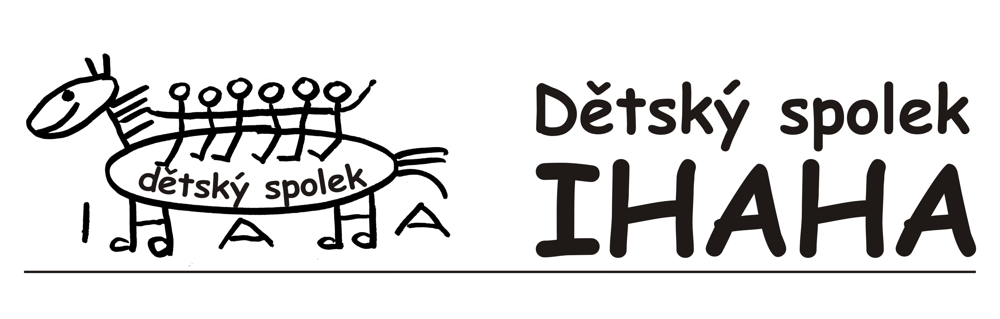 dětský spolek
I H A H A
Dětský spolek
IHAHA